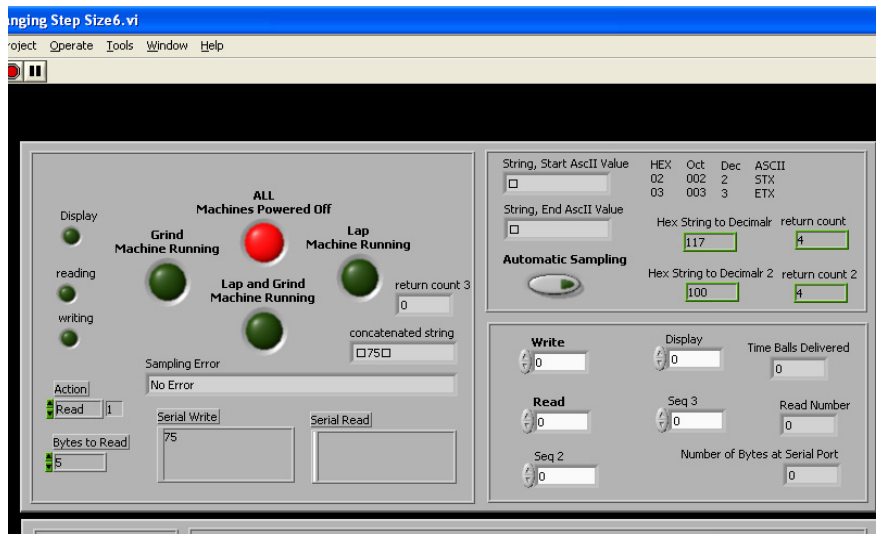 anging Step Size6.vi
roject Operate Tools Window Help
Display
reading
writing
ALL
Machines Powered Off
Grind
Machine Running
Lap
Machine Running
Lap and Grind
Machine Running
return count 3
0
concatenated string
□75□
Sampling Error
No Error
Action
Read 1
Bytes to Read
5
Serial Write
75
Serial Read
String, Start AscII Value
□
String, End AscII Value
□
Automatic Sampling
HEX Oct Dec ASCII
02 002 2 STX
03 003 3 ETX
Hex String to Decimalr
117
return count
4
Hex String to Decimalr 2
100
return count 2
4
Write
0
Display
0
Time Balls Delivered
0
Read
0
Seq 3
0
Read Number
0
Seq 2
0
Number of Bytes at Serial Port
0